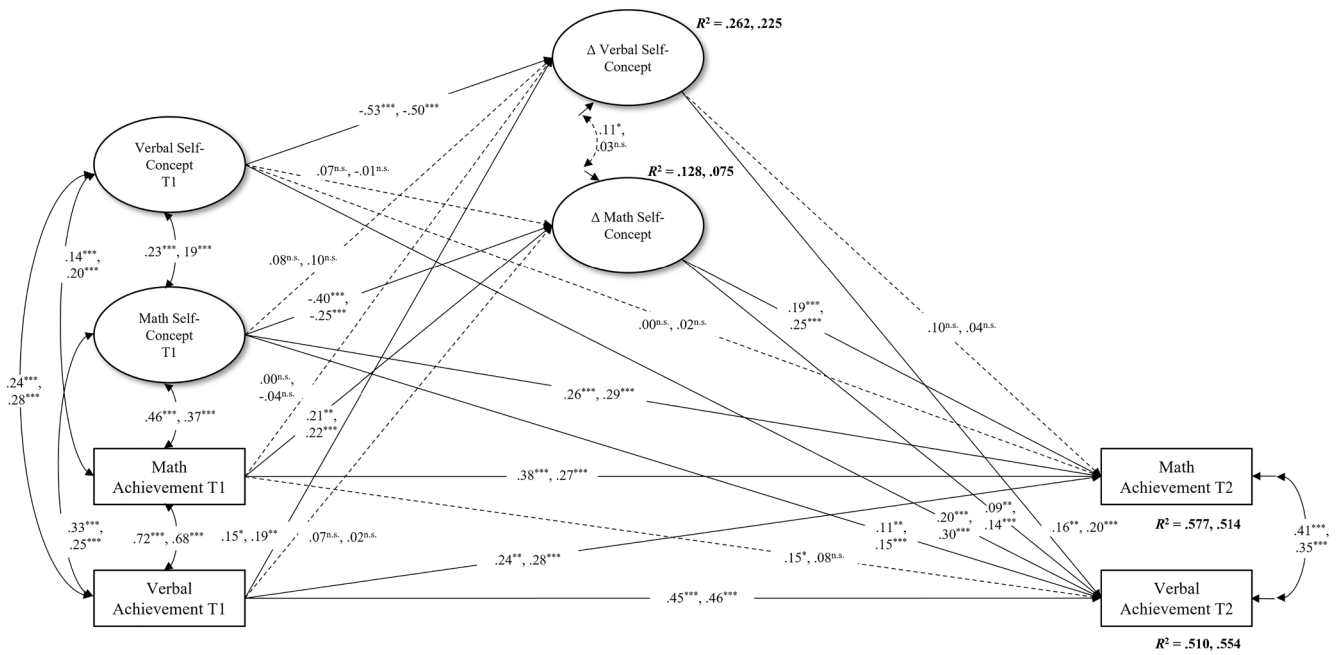 R² = .262, .225
Δ Verbal Self-
Concept
-.53***, -.50***
.11*,
.03n.s.
Verbal Self-
Concept
T1
.07n.s., -.01n.s.
R² = .128, .075
Δ Math Self-
Concept
.14***,
.20***
.23***, 19***
.08n.s., .10n.s.
Math Self-
Concept
T1
-.40***,
-.25***
.19***,
.25***
.00n.s., .02n.s.
.10n.s., .04n.s.
.24***,
.28***
.00n.s.,
-.04n.s.
.26***, .29***
.46***, .37***
.21**,
.22***
Math
Achievement T1
.38***, .27***
Math
Achievement T2
R² = .577, .514
.33***,
.25***
.72***, .68***
.15*, .19**
.07n.s., .02n.s.
.11**,
.15***
.20***,
.30***
.09**,
.14***
.16**, .20***
.41***,
.35***
.24**, .28***
.15*, .08n.s.
Verbal
Achievement T1
.45***, .46***
Verbal
Achievement T2
R² = .510, .554